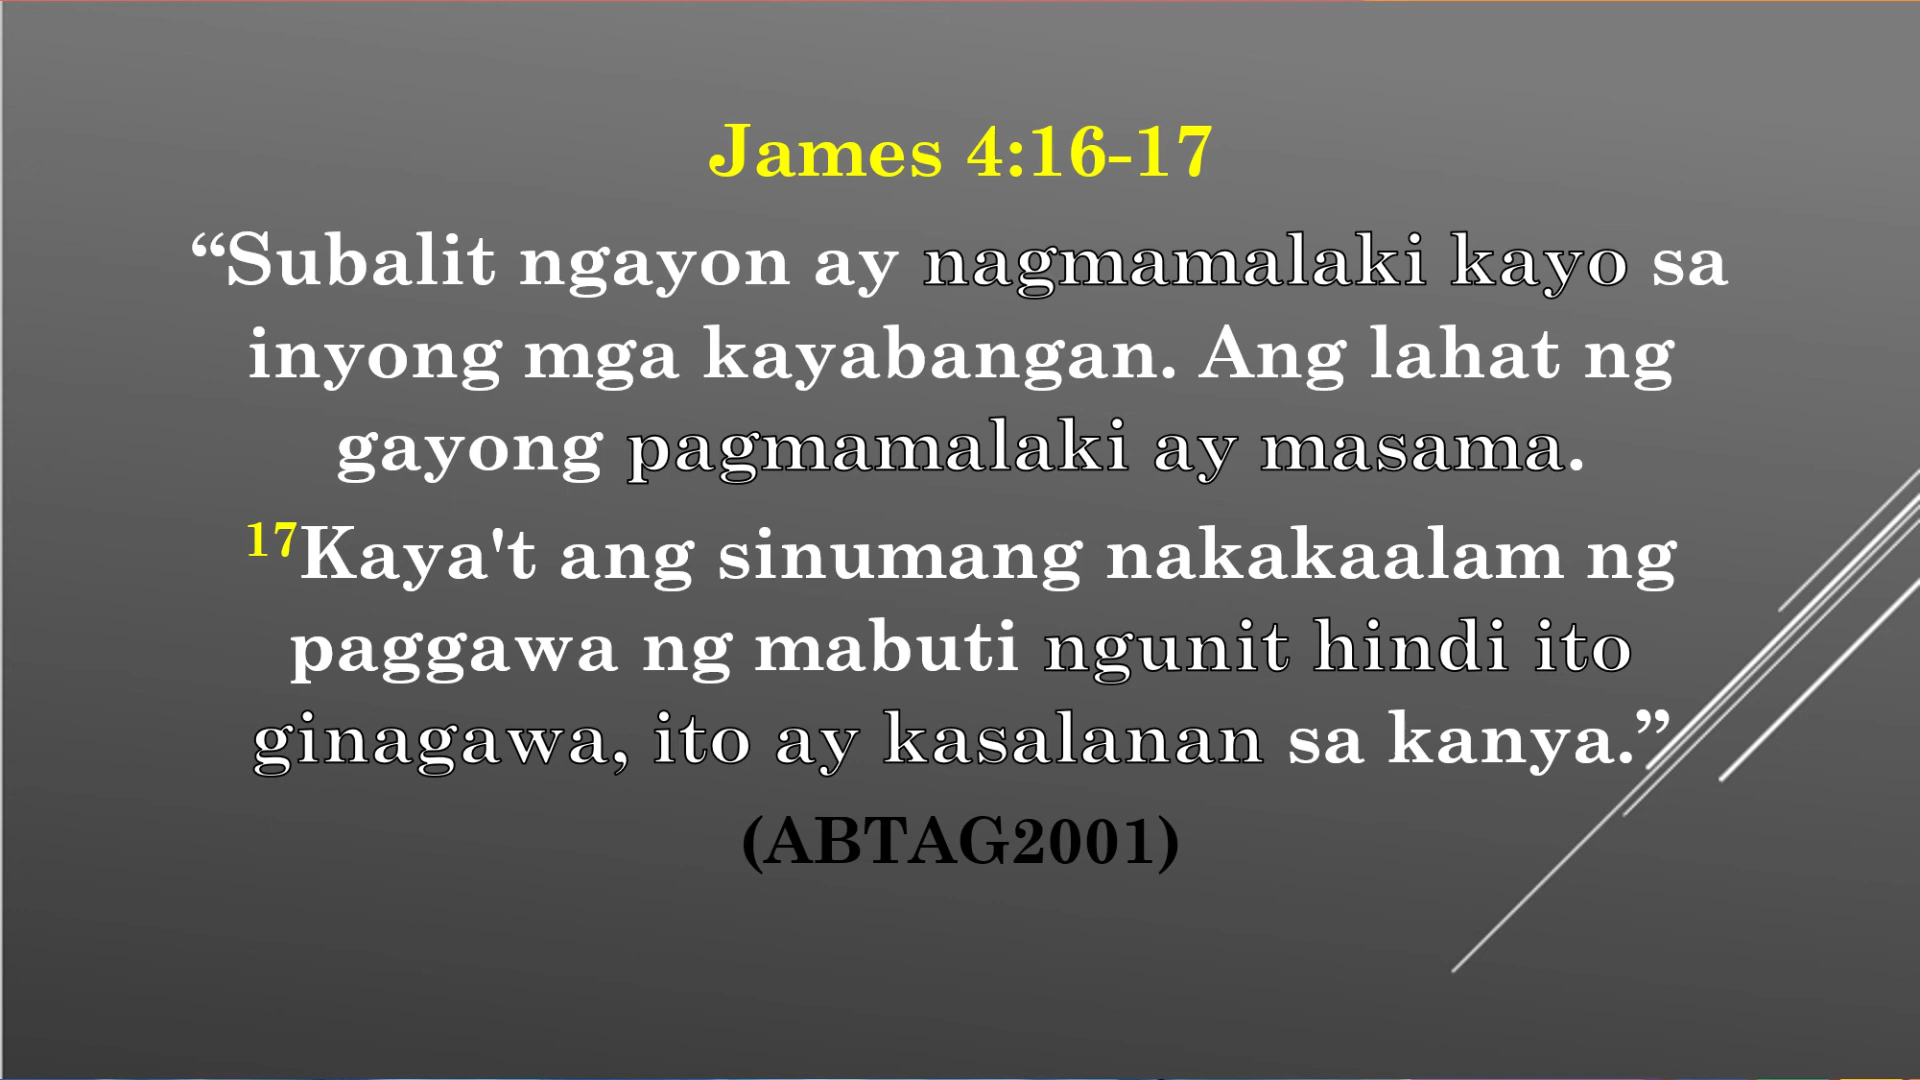 James 4:16-17
“Subalit ngayon ay nagmamalaki kayo sa
inyong mga kayabangan. Ang lahat ng
gayong pagmamalaki ay masama.
17Kaya't ang sinumang nakakaalam ng
paggawa ng mabuti ngunit hindi ito
ginagawa, ito ay kasalanan sa kanya.”
(ABTAG2001)